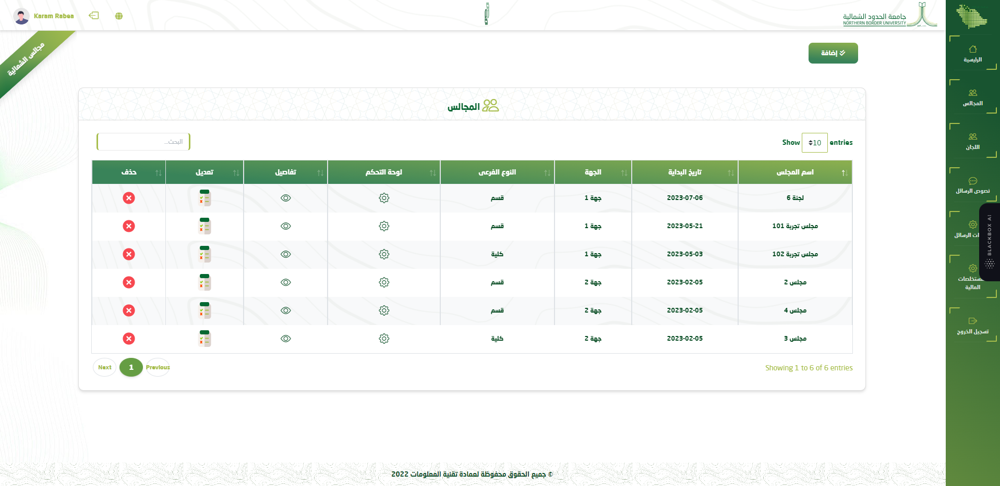 Karam Rabea
جامعة الحدود الشمالية
NORTHERN BORDER UNIVERSITY
مجالس الشمالية
إضافة
الرئيسية
المجالس
اللجان
نصوص الرسائل
الرسائل
المالية
تسجيل الخروج
BLACKBOX AI
المجالس
Show 10 entries
البحث...
اسم المجلس تاريخ البداية الجهة النوع الفرعى لوحة التحكم تفاصيل تعديل حذف
لجنة 6 2023-07-06 جهة 1 قسم
مجلس تجربة 101 2023-05-21 جهة 1 قسم
مجلس تجربة 102 2023-05-03 جهة 1 كلية
مجلس 2 2023-02-05 جهة 2 قسم
مجلس 4 2023-02-05 جهة 2 قسم
مجلس 3 2023-02-05 جهة 2 كلية
Showing 1 to 6 of 6 entries
Previous 1 Next
© جميع الحقوق محفوظة لعمادة تقنية المعلومات 2022